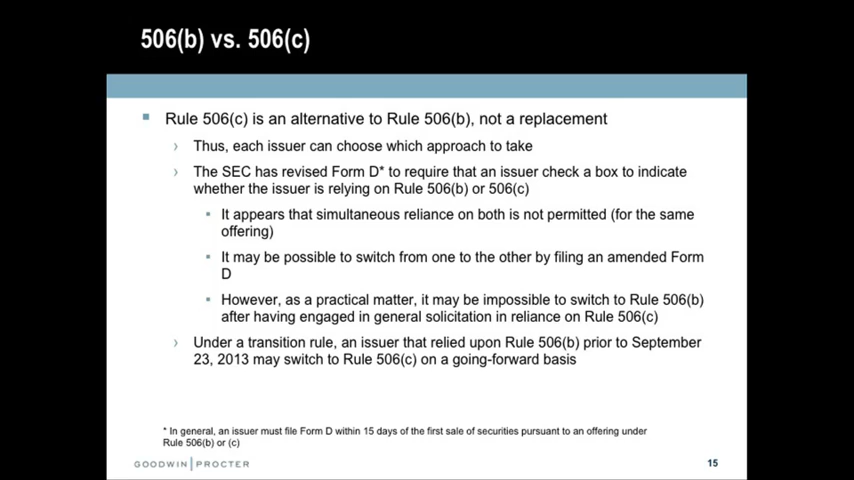 506(b) vs. 506(c)
Rule 506(c) is an alternative to Rule 506(b), not a replacement
Thus, each issuer can choose which approach to take
The SEC has revised Form D* to require that an issuer check a box to indicate
whether the issuer is relying on Rule 506(b) or 506(c)
It appears that simultaneous reliance on both is not permitted (for the same
offering)
It may be possible to switch from one to the other by filing an amended Form
D
However, as a practical matter, it may be impossible to switch to Rule 506(b)
after having engaged in general solicitation in reliance on Rule 506(c)
Under a transition rule, an issuer that relied upon Rule 506(b) prior to September
23, 2013 may switch to Rule 506(c) on a going-forward basis
* In general, an issuer must file Form D within 15 days of the first sale of securities pursuant to an offering under
Rule 506(b) or (c)
GOODWIN | PROCTER
15